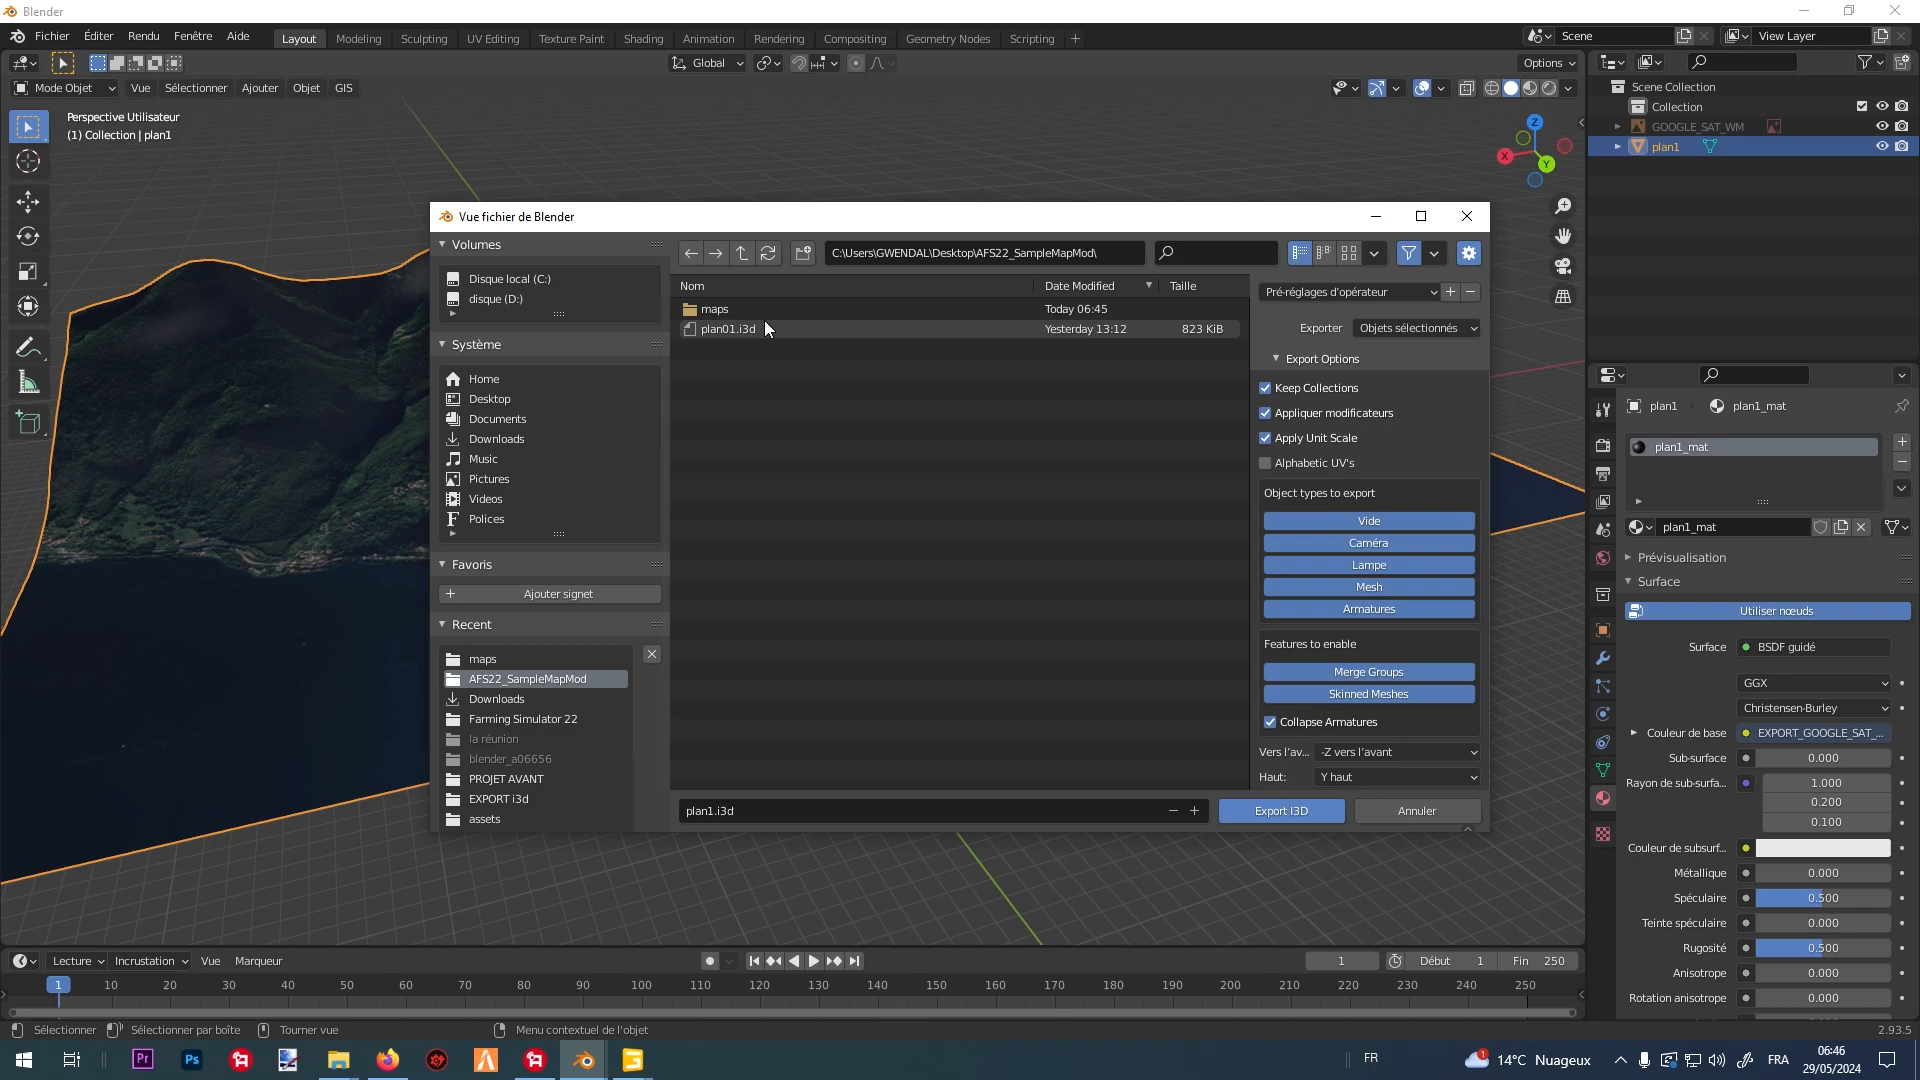 Blender
Fichier Éditer Rendu Fenêtre Aide Layout Modeling Sculpting UV Editing Texture Paint Shading Animation Rendering Compositing Geometry Nodes Scripting + Scene View Layer
Global Options
Mode Objet Vue Sélectionner Ajouter Objet GIS
Perspective Utilisateur
(1) Collection | plan1
Z
X
Y
Scene Collection
Collection
GOOGLE_SAT_WM
plan1
Vue fichier de Blender
Volumes
Disque local (C:)
disque (D:)
Système
Home
Desktop
Documents
Downloads
Music
Pictures
Videos
Polices
Favoris
Ajouter signet
Recent
maps
AFS22_SampleMapMod
Downloads
Farming Simulator 22
la réunion
blender_a06656
PROJET AVANT
EXPORT i3d
assets
C:\Users\GWENDAL\Desktop\AFS22_SampleMapMod\
Nom Date Modified Taille
maps Today 06:45
plan01.i3d Yesterday 13:12 823 KiB
plan1.i3d
Export I3D
Annuler
Pré-réglages d'opérateur
Exporter Objets sélectionnés
Export Options
Keep Collections
Appliquer modificateurs
Apply Unit Scale
Alphabetic UV's
Object types to export
Vide
Caméra
Lampe
Mesh
Armatures
Features to enable
Merge Groups
Skinned Meshes
Collapse Armatures
Vers l'av... -Z vers l'avant
Haut: Y haut
plan1 plan1_mat
plan1_mat
plan1_mat
Prévisualisation
Surface
Utiliser nœuds
Surface BSDF guidé
GGX
Christensen-Burley
Couleur de base EXPORT_GOOGLE_SAT_...
Sub-surface 0.000
Rayon de sub-surfa... 1.000
0.200
0.100
Couleur de subsurf...
Métallique 0.000
Spéculaire 0.500
Teinte spéculaire 0.000
Rugosité 0.500
Anisotrope 0.000
Rotation anisotrope 0.000
Lecture Incrustation Vue Marqueur 1 Début 1 Fin 250
1 10 20 30 40 50 60 70 80 90 100 110 120 130 140 150 160 170 180 190 200 210 220 230 240 250
Sélectionner Sélectionner par boîte Tourner vue Menu contextuel de l'objet 2.93.5
Pr Ps FR 1 14°C Nuageux FRA 06:46
29/05/2024